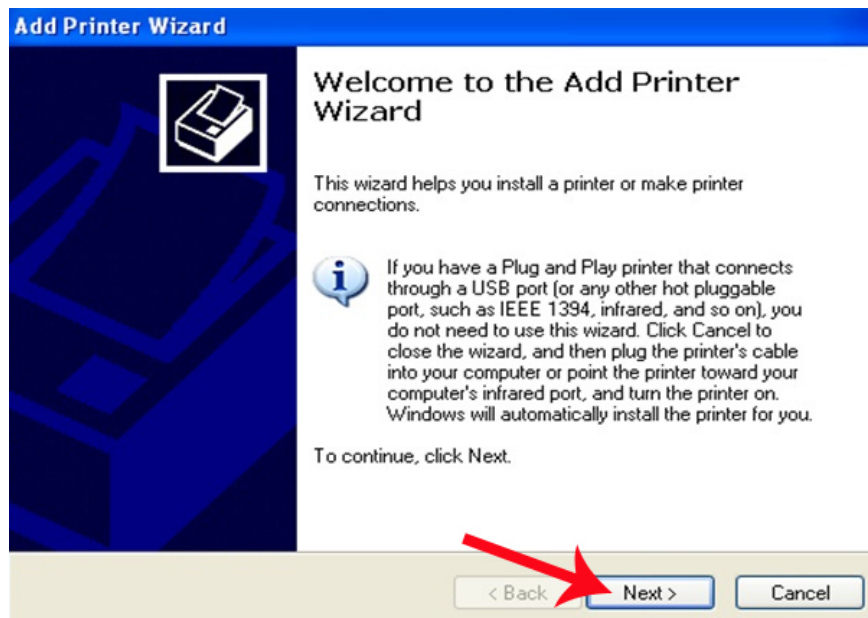 Add Printer Wizard
Welcome to the Add Printer
Wizard
This wizard helps you install a printer or make printer
connections.
If you have a Plug and Play printer that connects
through a USB port (or any other hot pluggable
port, such as IEEE 1394, infrared, and so on), you
do not need to use this wizard. Click Cancel to
close the wizard, and then plug the printer's cable
into your computer or point the printer toward your
computer's infrared port, and turn the printer on.
Windows will automatically install the printer for you.
To continue, click Next.
< Back Next > Cancel